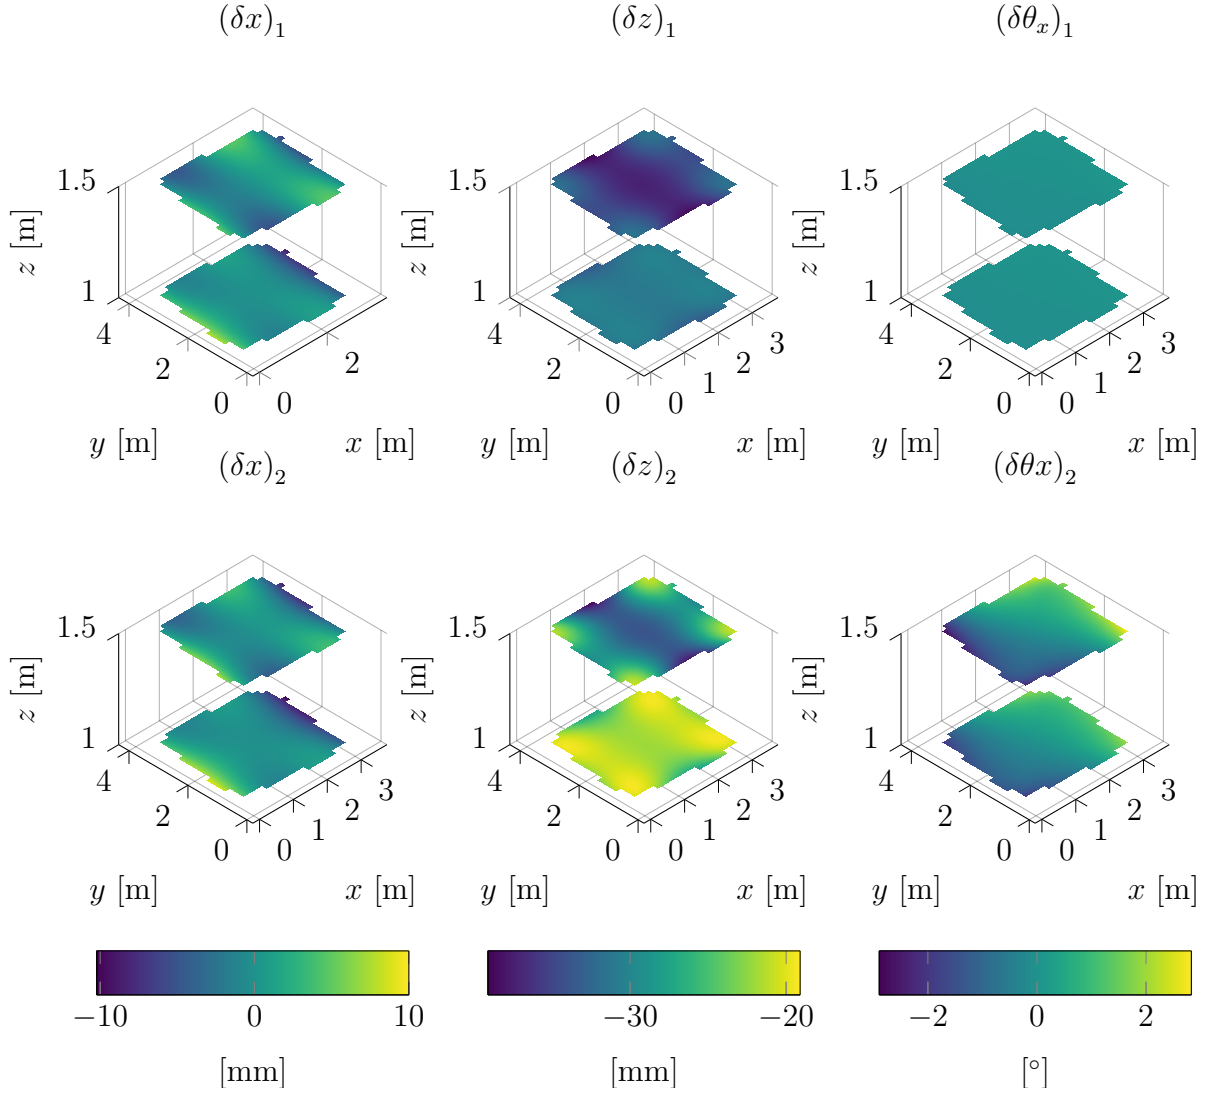 (δx)₁ (δz)₁ (δθₓ)₁
1.5 1.5 1.5
z [m] z [m] z [m]
1 1 1
4 2 4 3 4 3
2 2 2 2 2
0 0 0 0 1 0 0 1
y [m] x [m] y [m] x [m] y [m] x [m]
(δx)₂ (δz)₂ (δθx)₂
1.5 1.5 1.5
z [m] z [m] z [m]
1 1 1
4 3 4 3 4 3
2 2 2 2 2 2
0 0 1 0 0 1 0 0 1
y [m] x [m] y [m] x [m] y [m] x [m]
−10 0 10 −30 −20 −2 0 2
[mm] [mm] [°]